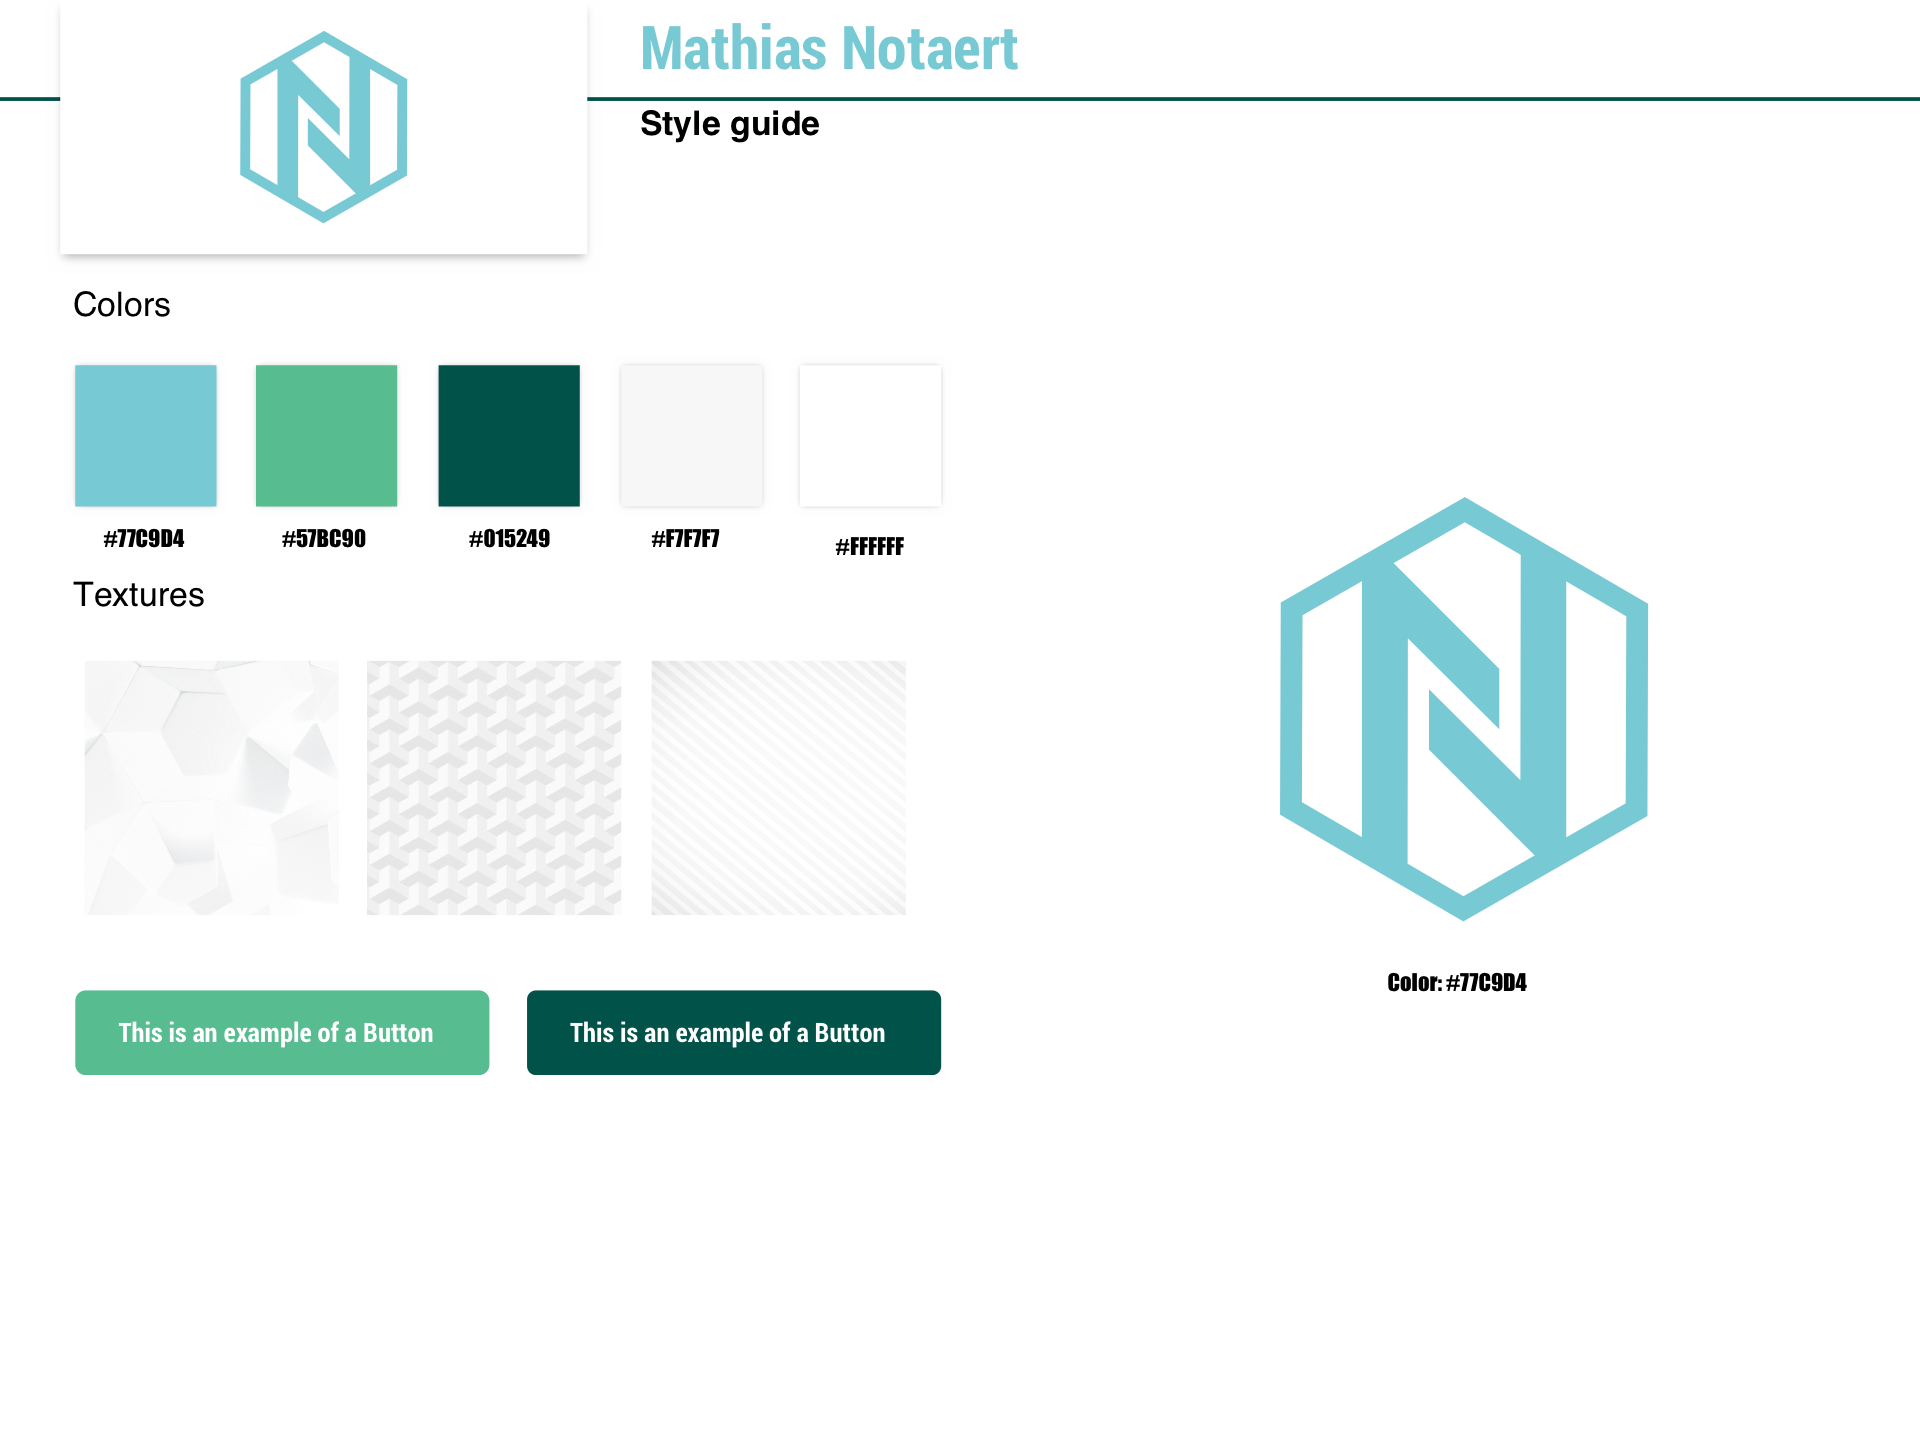 Mathias Notaert
Style guide
Colors
#77C9D4
#57BC90
#015249
#F7F7F7
#FFFFFF
Textures
This is an example of a Button
This is an example of a Button
Color: #77C9D4